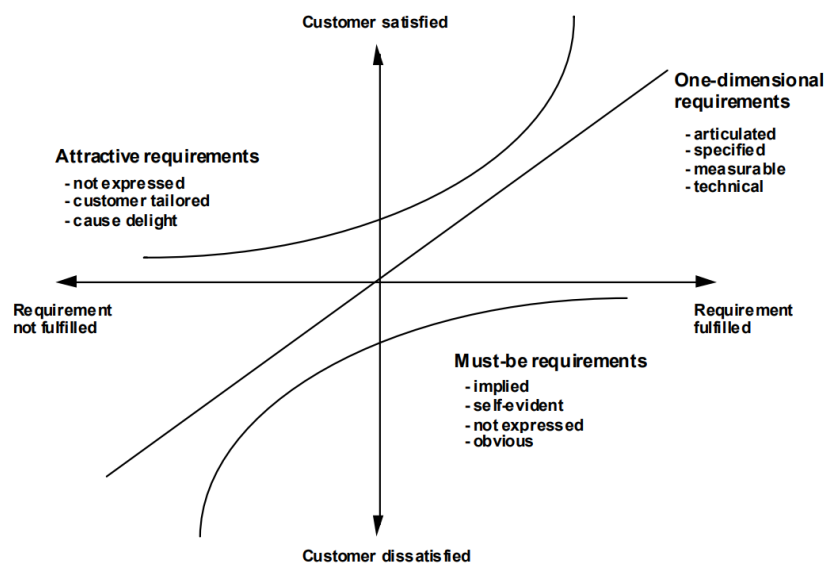 Customer satisfied
One-dimensional
requirements
- articulated
- specified
- measurable
- technical
Attractive requirements
- not expressed
- customer tailored
- cause delight
Requirement
not fulfilled
Requirement
fulfilled
Must-be requirements
- implied
- self-evident
- not expressed
- obvious
Customer dissatisfied